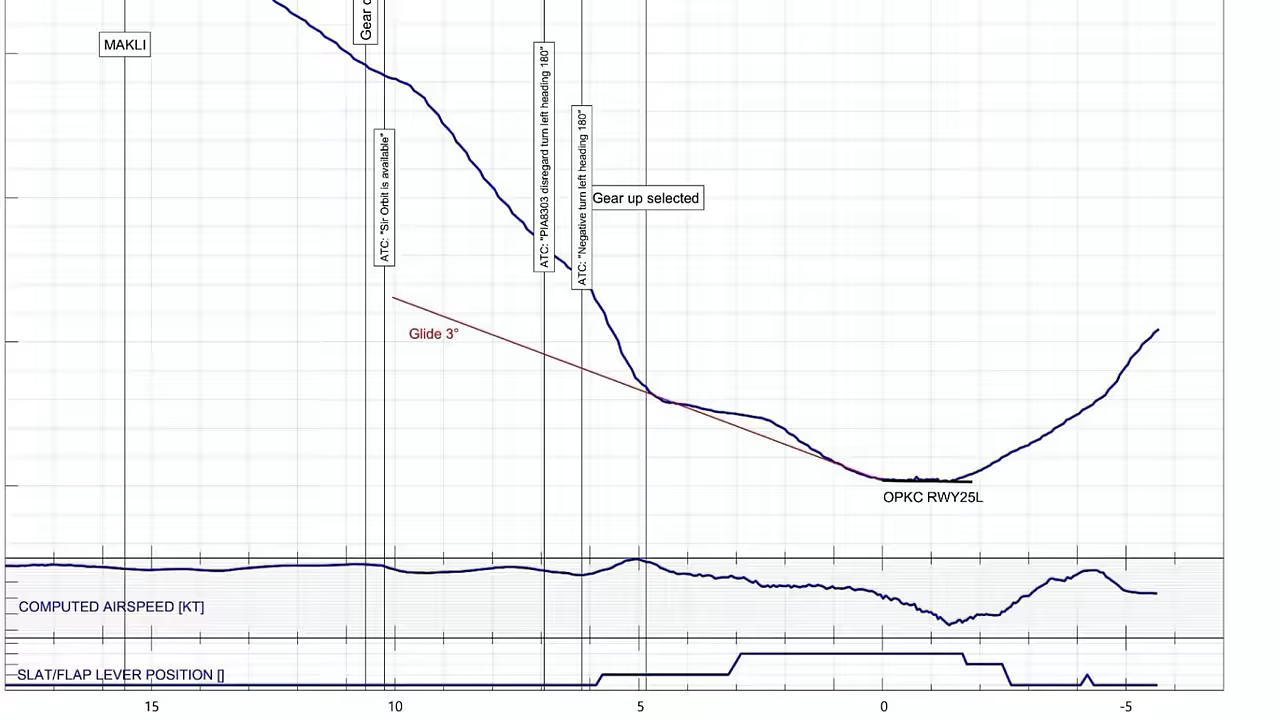 Gear
MAKLI
ATC: "Sir Orbit is available"
ATC: "PIA8303 disregard turn left heading 180"
ATC: "Negative turn left heading 180"
Gear up selected
Glide 3°
OPKC RWY25L
COMPUTED AIRSPEED [KT]
SLAT/FLAP LEVER POSITION []
15 10 5 0 -5